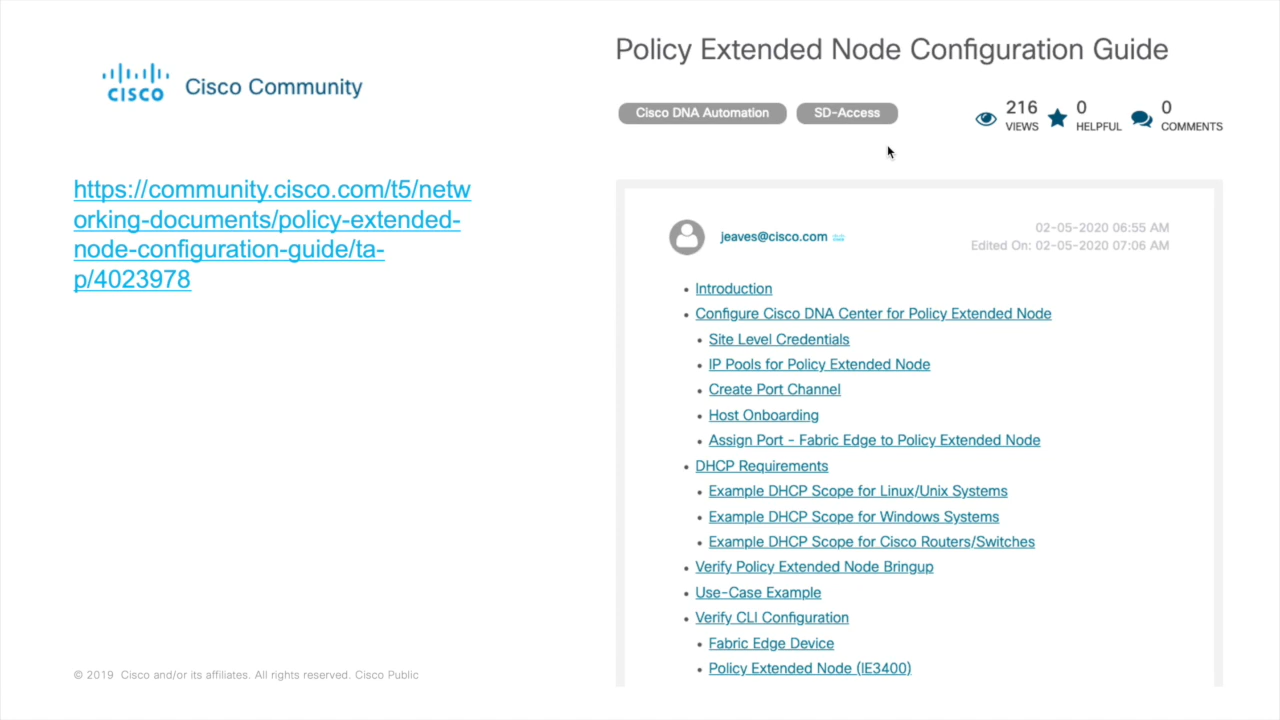 CISCO
Cisco Community
https://community.cisco.com/t5/netw
orking-documents/policy-extended-
node-configuration-guide/ta-
p/4023978
Policy Extended Node Configuration Guide
Cisco DNA Automation
SD-Access
216 VIEWS
0 HELPFUL
0 COMMENTS
jeaves@cisco.com
02-05-2020 06:55 AM
Edited On: 02-05-2020 07:06 AM
• Introduction
• Configure Cisco DNA Center for Policy Extended Node
• Site Level Credentials
• IP Pools for Policy Extended Node
• Create Port Channel
• Host Onboarding
• Assign Port - Fabric Edge to Policy Extended Node
• DHCP Requirements
• Example DHCP Scope for Linux/Unix Systems
• Example DHCP Scope for Windows Systems
• Example DHCP Scope for Cisco Routers/Switches
• Verify Policy Extended Node Bringup
• Use-Case Example
• Verify CLI Configuration
• Fabric Edge Device
• Policy Extended Node (IE3400)
© 2019 Cisco and/or its affiliates. All rights reserved. Cisco Public